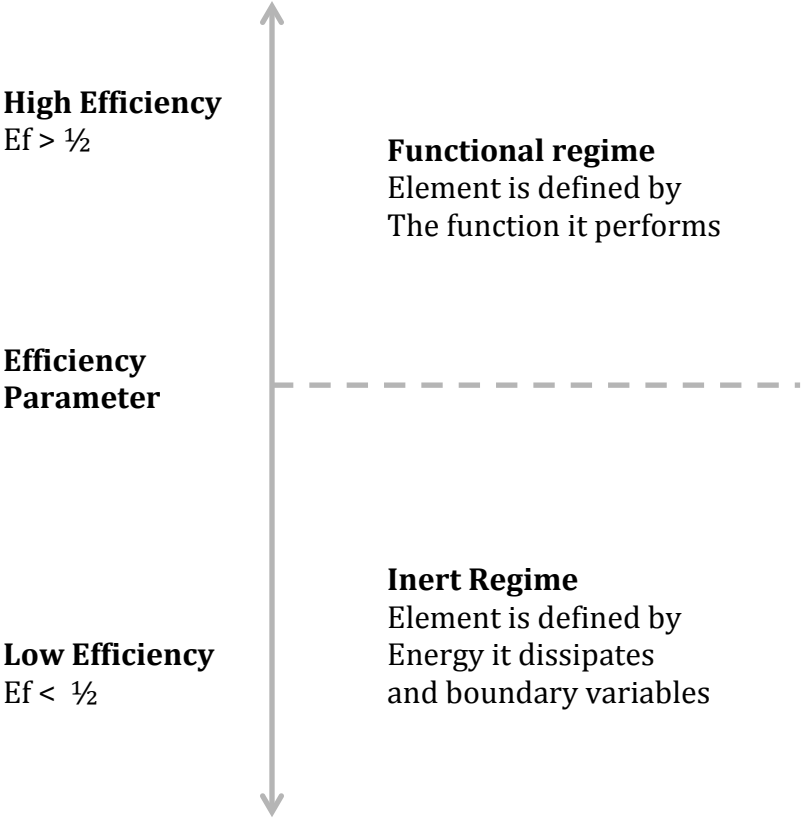 High Efficiency
Ef > ½
Functional regime
Element is defined by
The function it performs
Efficiency
Parameter
Inert Regime
Element is defined by
Energy it dissipates
and boundary variables
Low Efficiency
Ef <  ½